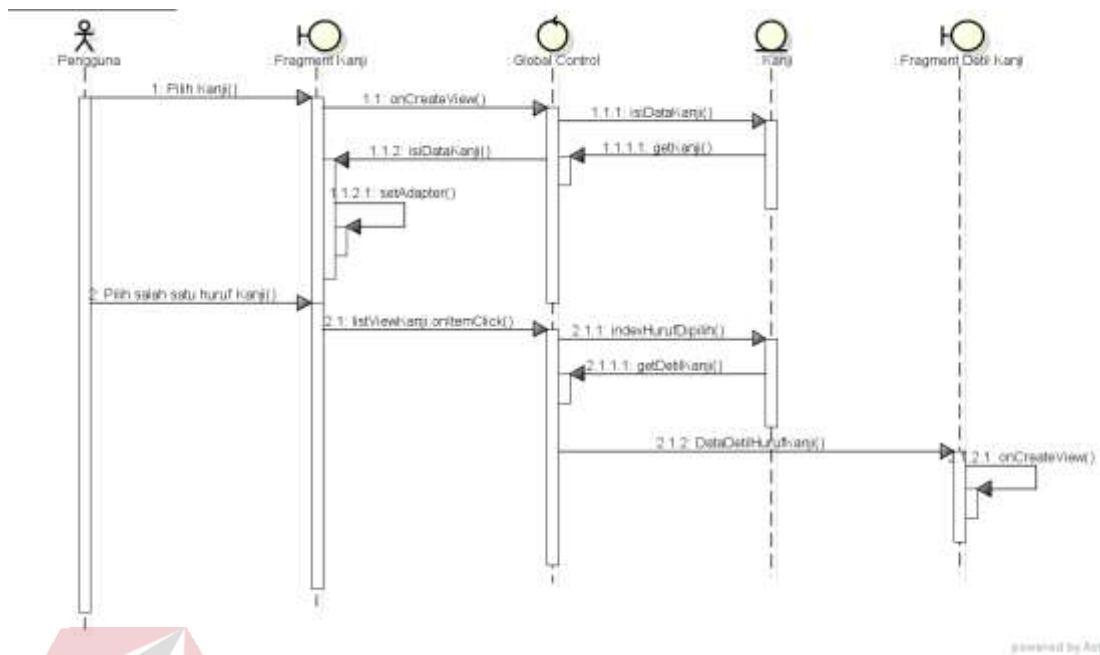 : Pengguna
: Fragment Kanji
: Global Control
: Kanji
: Fragment Detil Kanji
1: Pilih Kanji()
1.1: onCreateView()
1.1.1: isiDataKanji()
1.1.1.1: getKanji()
1.1.2: isiDataKanji()
1.1.2.1: setAdapter()
2: Pilih salah satu huruf Kanji()
2.1: listViewKanji.onItemClick()
2.1.1: indexHurufDipilih()
2.1.1.1: getDetilKanji()
2.1.2: DataDetilHurufKanji()
2.1.2.1: onCreateView()
powered by Ast